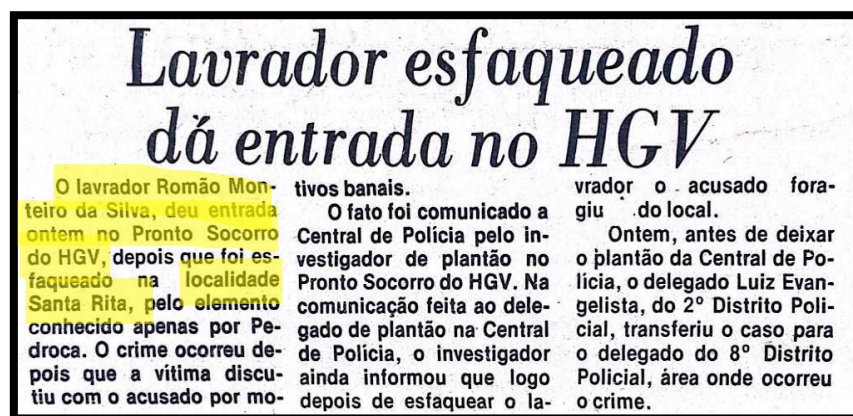 Lavrador esfaqueado
dá entrada no HGV
O lavrador Romão Mon-
teiro da Silva, deu entrada
ontem no Pronto Socorro
do HGV, depois que foi es-
faqueado na localidade
Santa Rita, pelo elemento
conhecido apenas por Pe-
droca. O crime ocorreu de-
pois que a vítima discu-
tiu com o acusado por mo-
tivos banais.
O fato foi comunicado a
Central de Polícia pelo in-
vestigador de plantão no
Pronto Socorro do HGV. Na
comunicação feita ao dele-
gado de plantão na Central
de Polícia, o investigador
ainda informou que logo
depois de esfaquear o la-
vrador o acusado fora-
giu do local.
Ontem, antes de deixar
o plantão da Central de Po-
lícia, o delegado Luiz Evan-
gelista, do 2º Distrito Poli-
cial, transferiu o caso para
o delegado do 8º Distrito
Policial, área onde ocorreu
o crime.